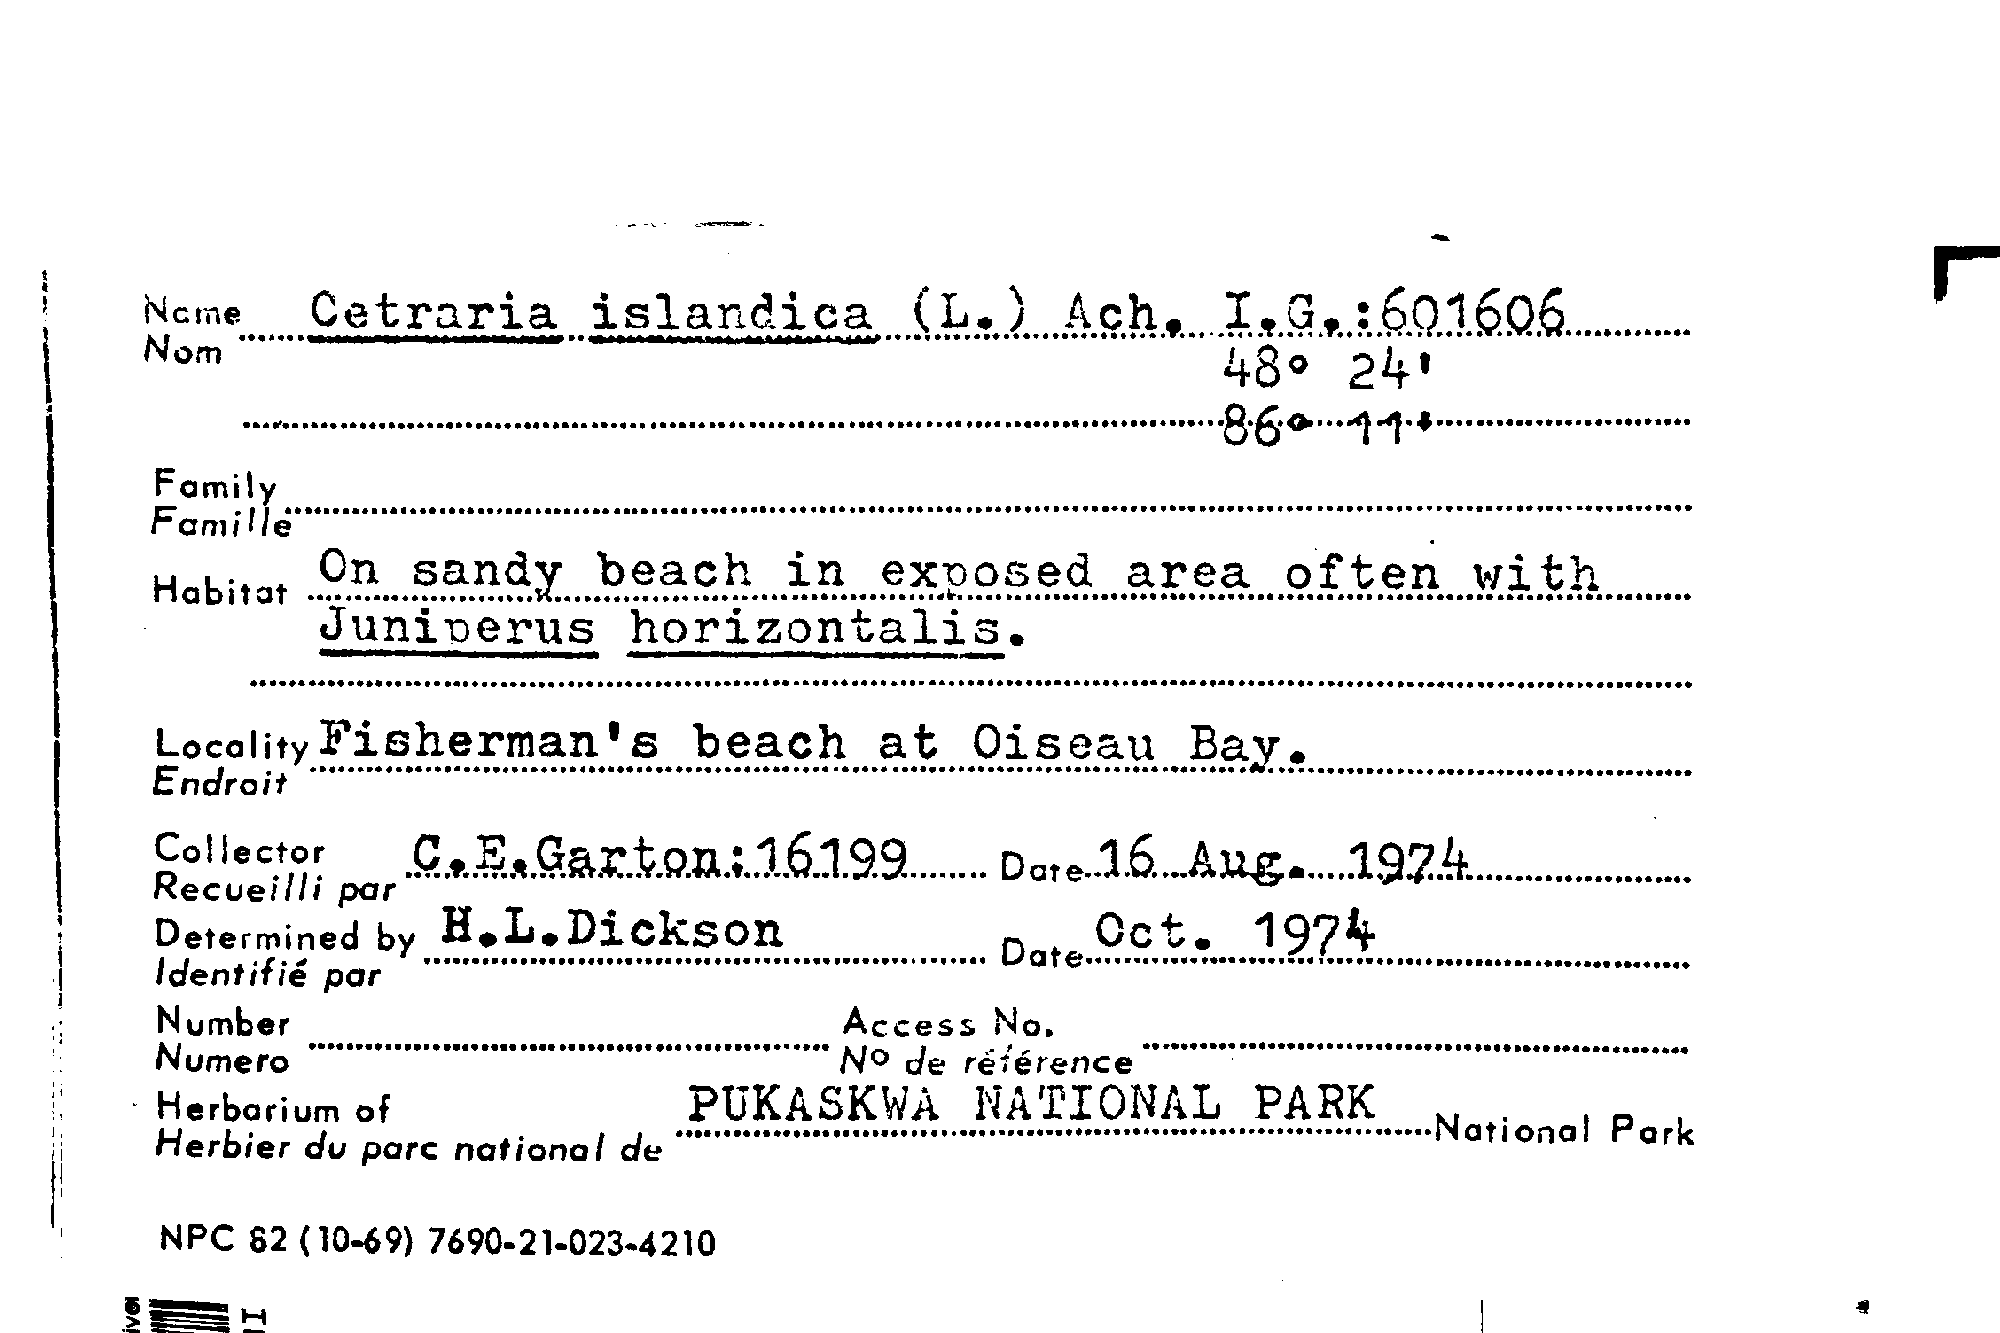 Name Cetraria islandica (L.) Ach. I.G.:601606
Nom
48° 24'
86° 11'
Family
Famille
Habitat On sandy beach in exposed area often with
Juniperus horizontalis.
Locality Fisherman's beach at Oiseau Bay.
Endroit
Collector C.E.Garton:16199 Date 16 Aug. 1974
Recueilli par
Determined by H.L.Dickson Date Oct. 1974
Identifié par
Number Access No.
Numero Nº de référence
Herbarium of PUKASKWA NATIONAL PARK National Park
Herbier du parc national de
NPC 82 (10-69) 7690-21-023-4210